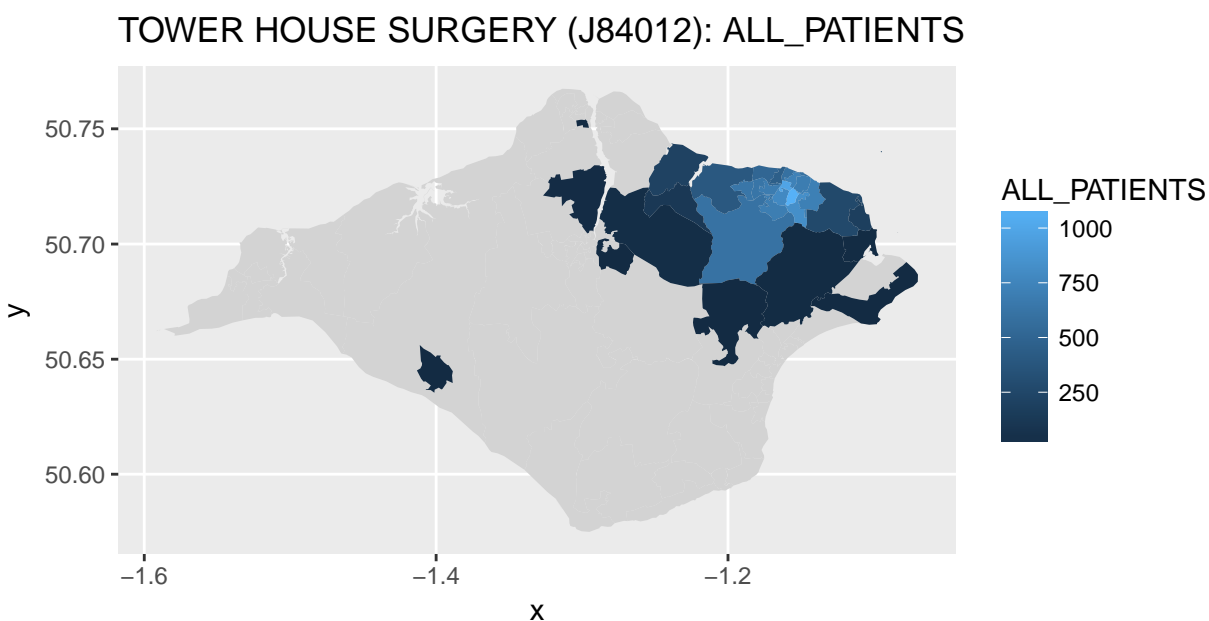 TOWER HOUSE SURGERY (J84012): ALL_PATIENTS
50.75
50.70
50.65
50.60
y
−1.6
−1.4
−1.2
x
ALL_PATIENTS
1000
750
500
250